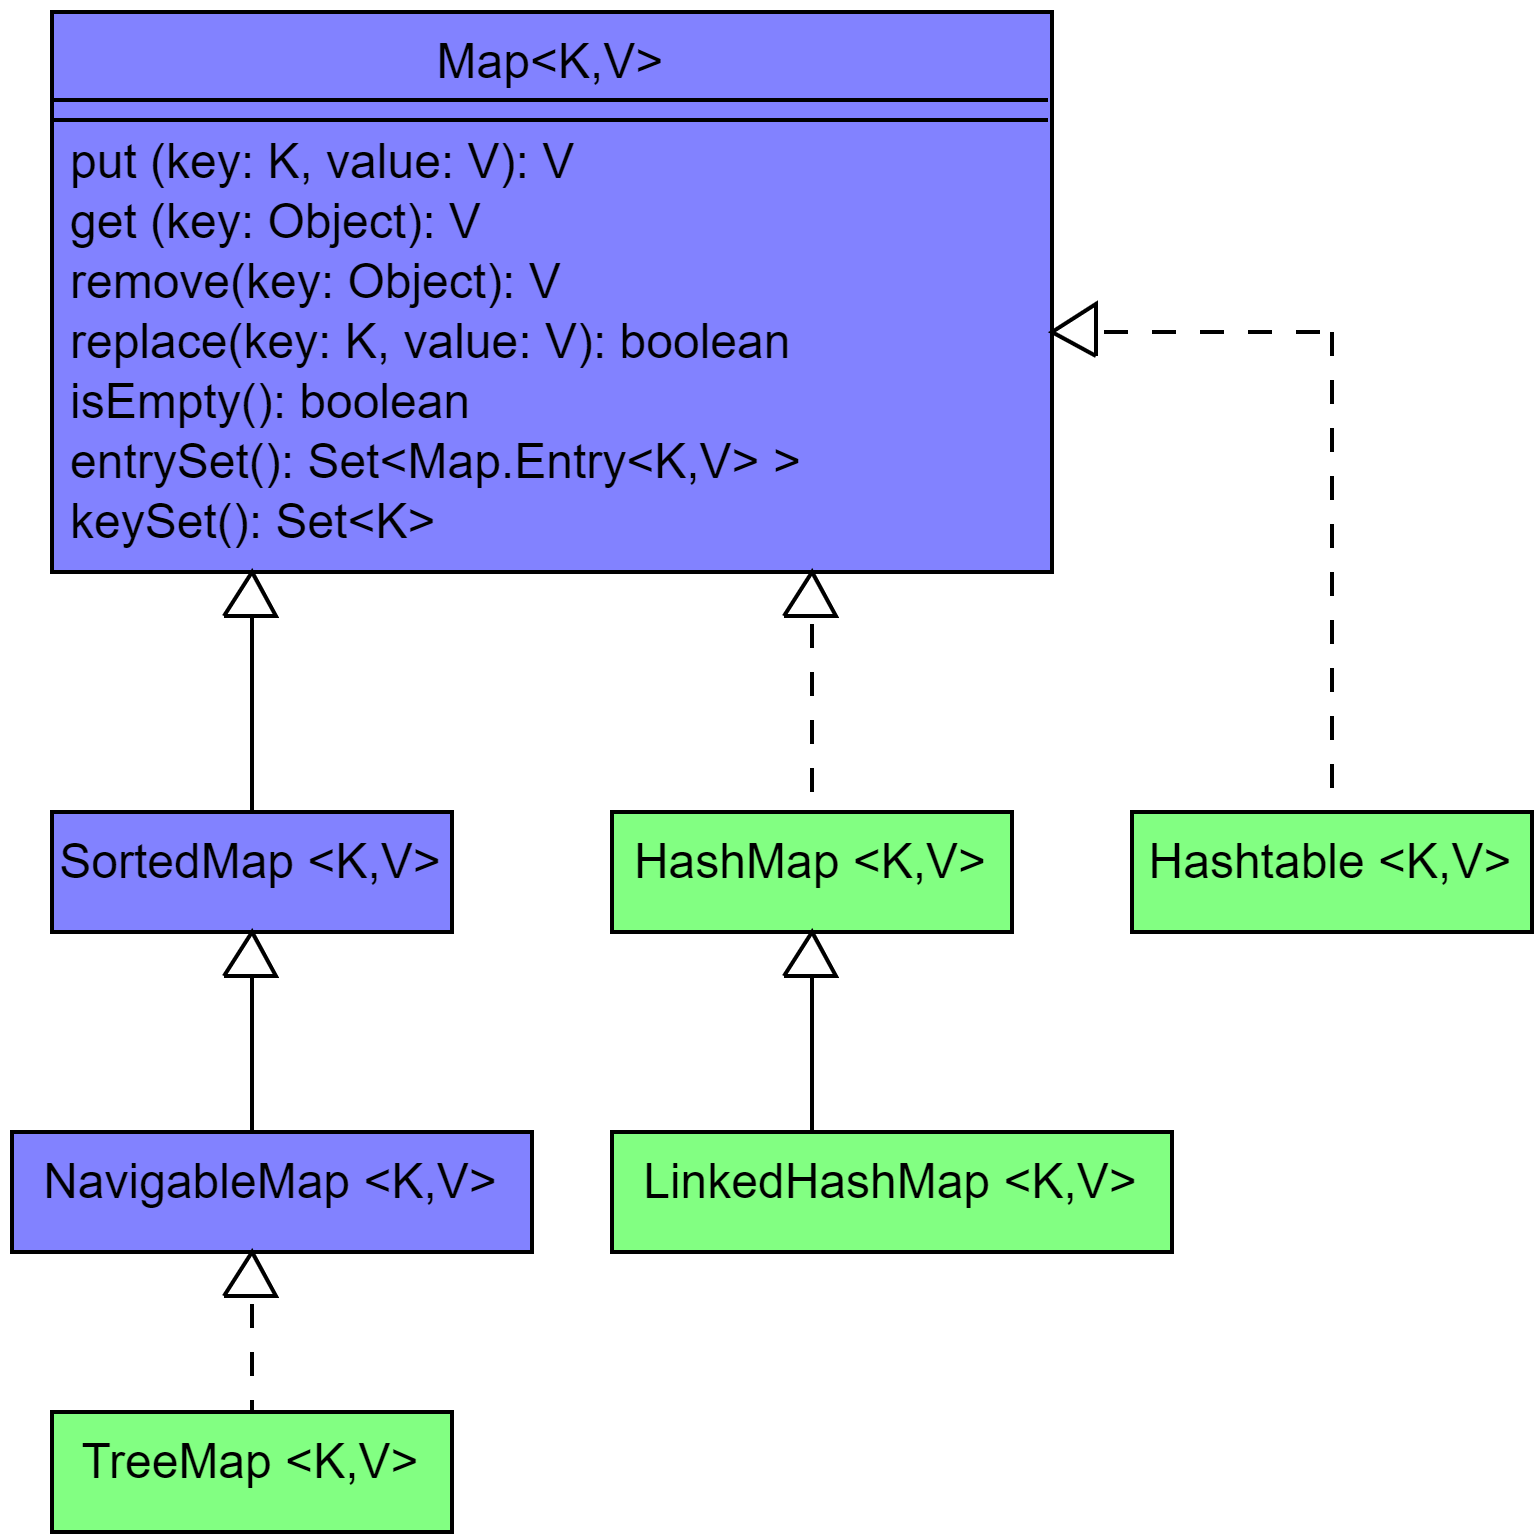 Map<K,V>
put (key: K, value: V): V
get (key: Object): V
remove(key: Object): V
replace(key: K, value: V): boolean
isEmpty(): boolean
entrySet(): Set<Map.Entry<K,V> >
keySet(): Set<K>
SortedMap <K,V>
HashMap <K,V>
Hashtable <K,V>
NavigableMap <K,V>
LinkedHashMap <K,V>
TreeMap <K,V>